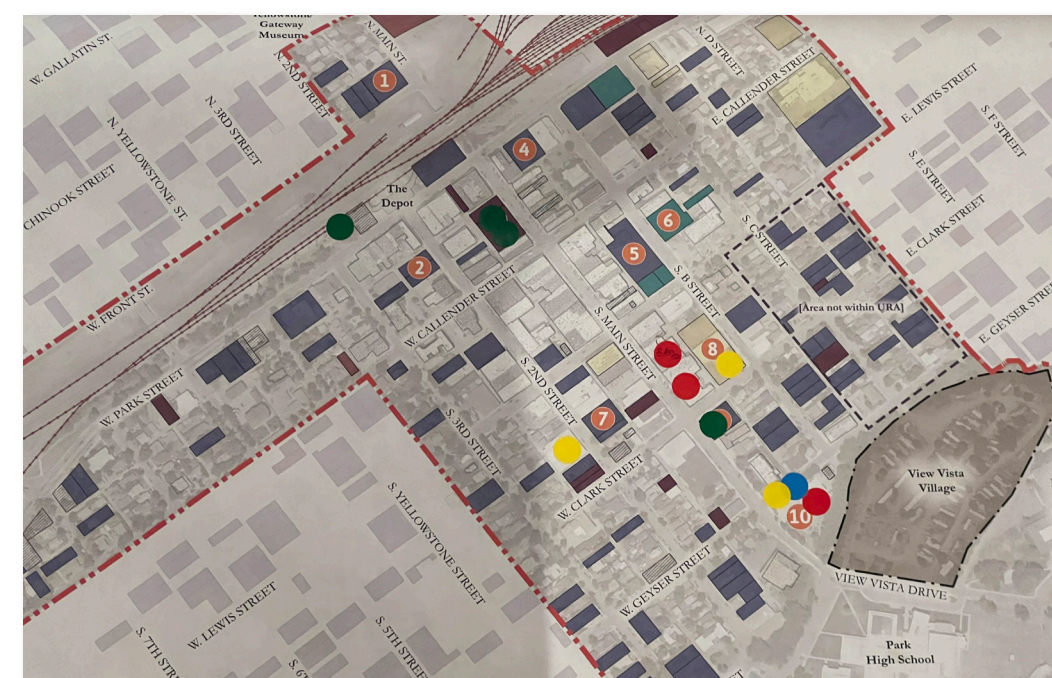 Yellowstone
Gateway
Museum
N. MAIN ST.
W. GALLATIN ST.
N. 2ND STREET
N. D STREET
1
E. CALLENDER STREET
E. LEWIS STREET
N. 3RD STREET
S. F STREET
N. YELLOWSTONE ST.
4
CHINOOK STREET
S. E STREET
The
Depot
6
S. C STREET
E. CLARK STREET
5
2
W. CALLENDER STREET
S. B STREET
W. FRONT ST.
[Area not within URA]
E. GEYSER STREET
S. MAIN STREET
8
W. PARK STREET
S. 2ND STREET
7
S. 3RD STREET
W. CLARK STREET
View Vista
Village
10
S. YELLOWSTONE STREET
W. GEYSER STREET
VIEW VISTA DRIVE
W. LEWIS STREET
S. 5TH STREET
S. 7TH STR
Park
High School
S. 6T